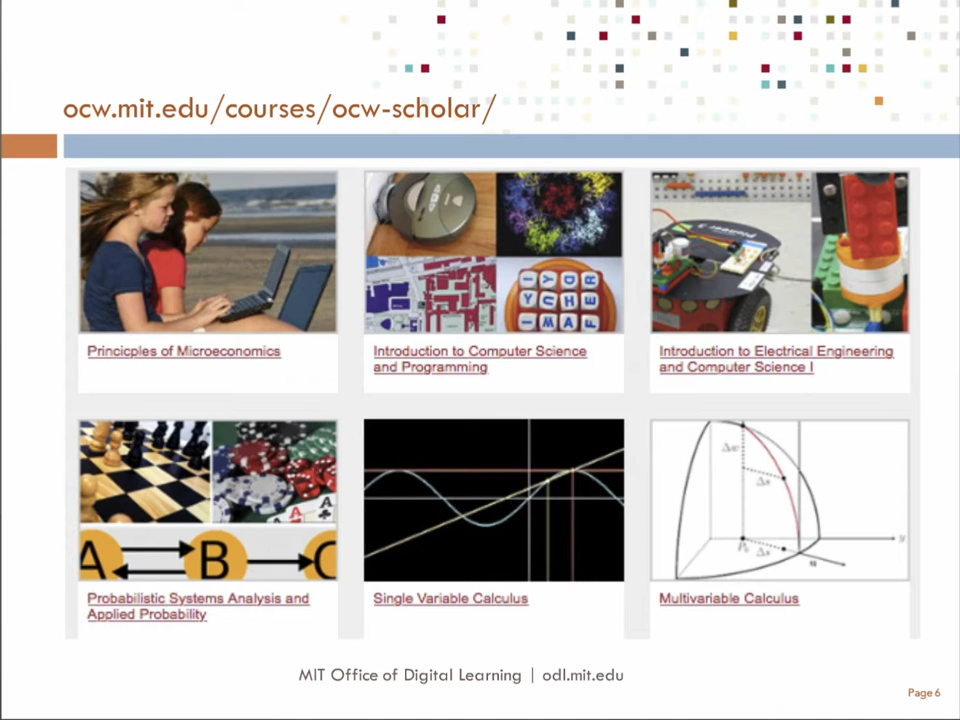 ocw.mit.edu/courses/ocw-scholar/
Princicples of Microeconomics
Introduction to Computer Science
and Programming
Introduction to Electrical Engineering
and Computer Science I
A B C
Probabilistic Systems Analysis and
Applied Probability
Single Variable Calculus
Multivariable Calculus
MIT Office of Digital Learning | odl.mit.edu
Page 6